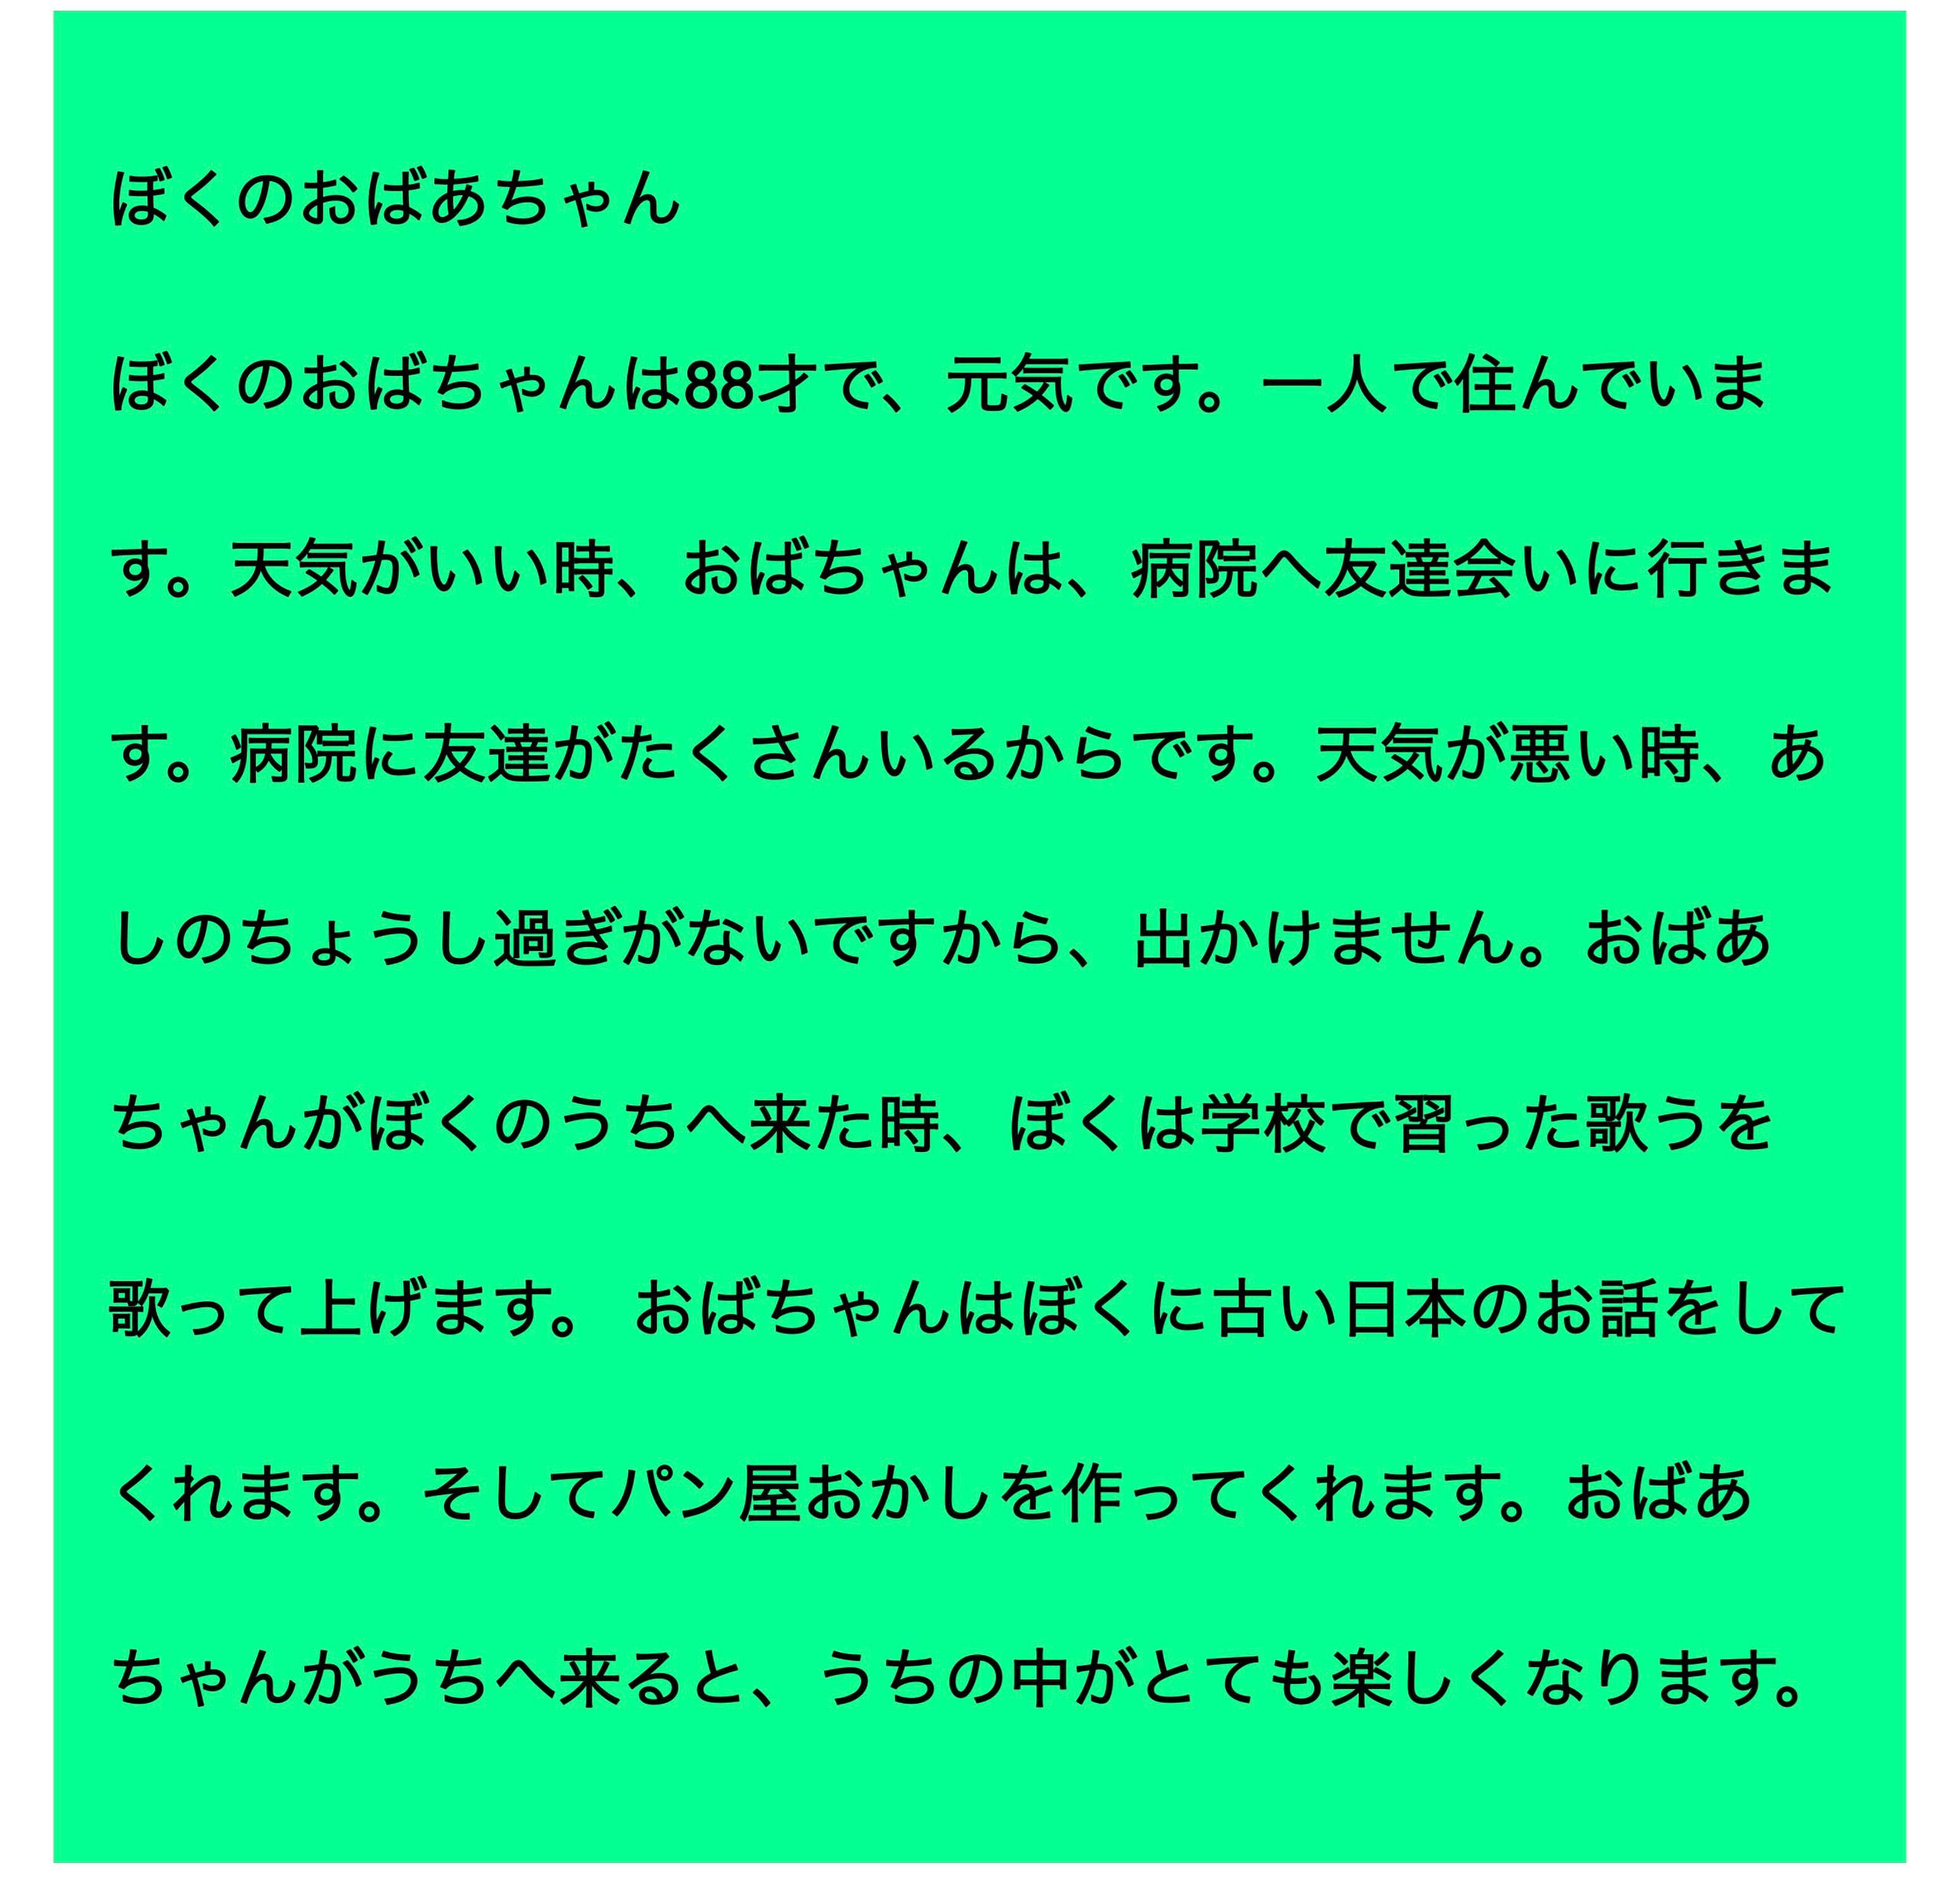 ぼくのおばあちゃん
ぼくのおばちゃんは88才で、元気です。一人で住んでいま
す。天気がいい時、おばちゃんは、病院へ友達会いに行きま
す。病院に友達がたくさんいるからです。天気が悪い時、あ
しのちょうし過ぎがないですから、出かけません。おばあ
ちゃんがぼくのうちへ来た時、ぼくは学校で習った歌うを
歌って上げます。 おばちゃんはぼくに古い日本のお話をして
くれます。そしてパン屋おかしを作ってくれます。おばあ
ちゃんがうちへ来ると、うちの中がとても楽しくなります。